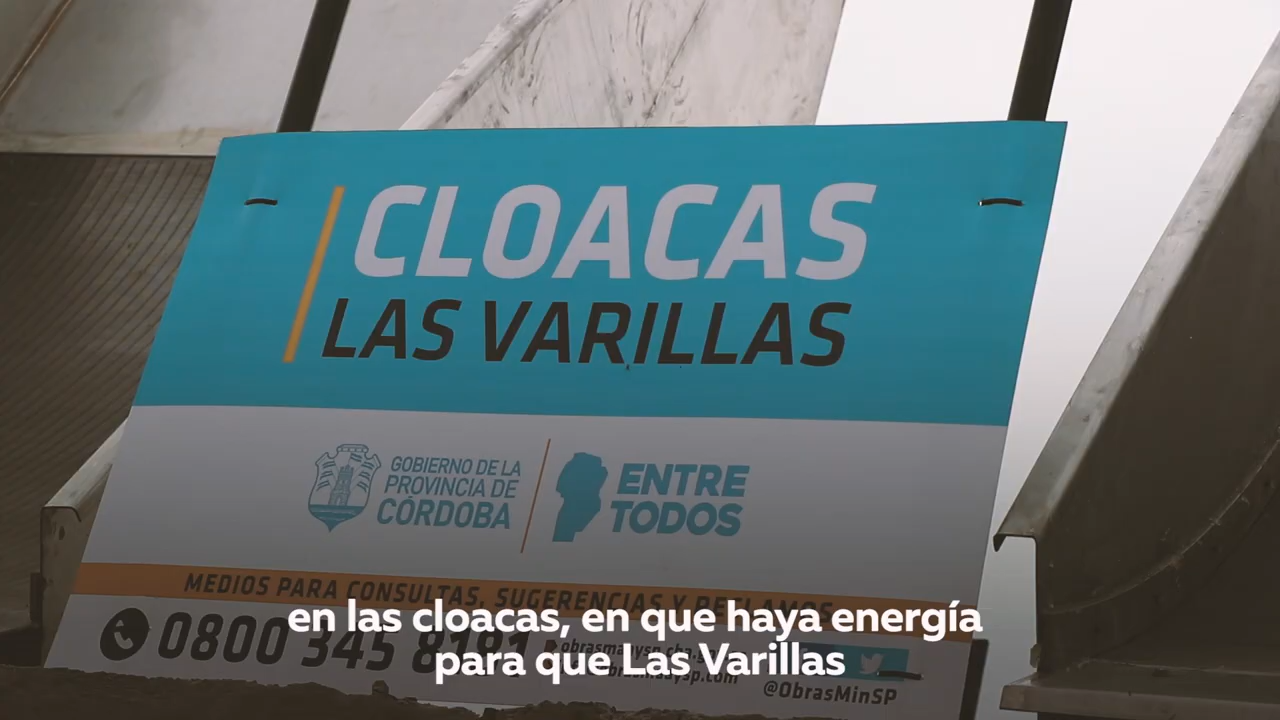 CLOACAS
LAS VARILLAS
GOBIERNO DE LA
PROVINCIA DE
CÓRDOBA
ENTRE
TODOS
MEDIOS PARA CONSULTAS, SUGERENCIAS Y RECLAMOS
0800 345 8181
@ObrasMinSP
en las cloacas, en que haya energía
para que Las Varillas